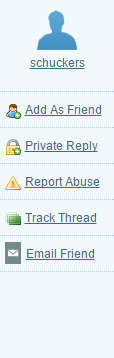 schuckers
Add As Friend
Private Reply
Report Abuse
Track Thread
Email Friend